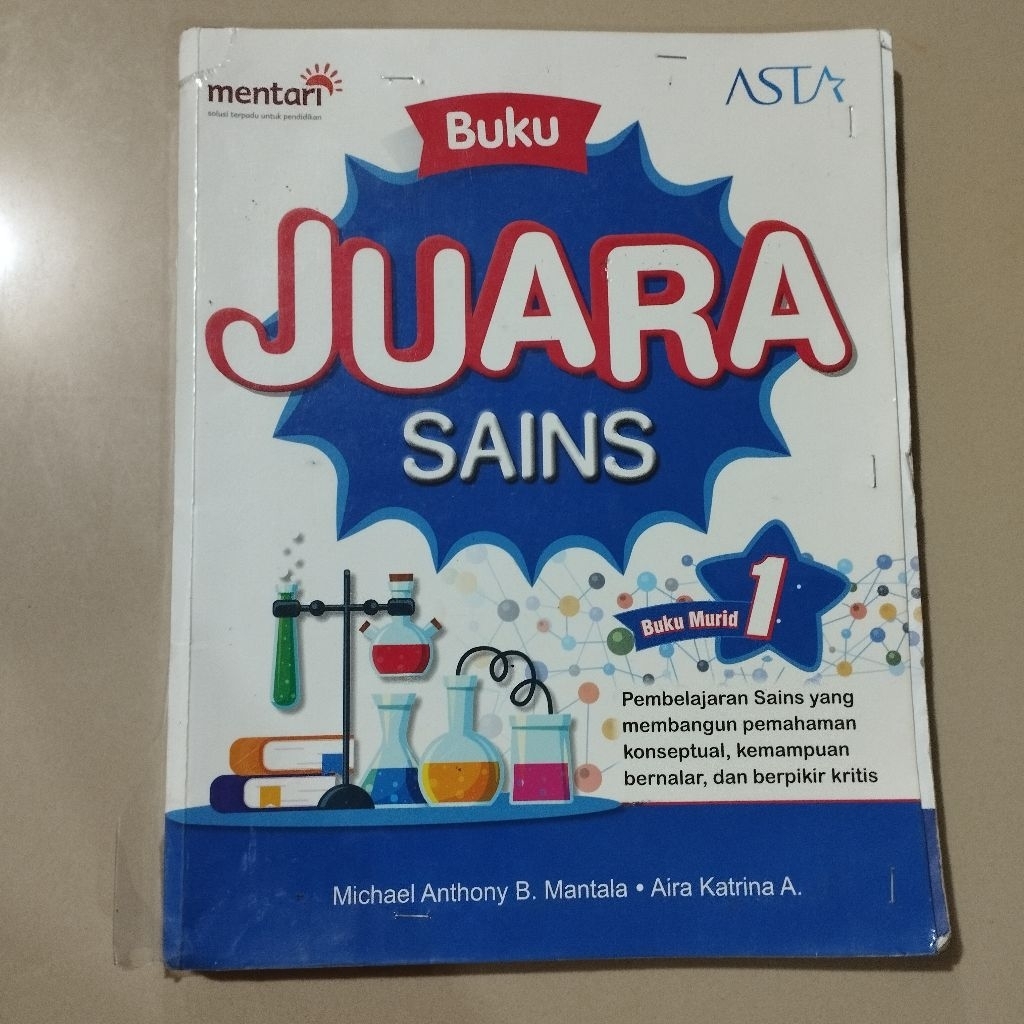 mentari
solusi terpadu untuk pendidikan
ASTA
Buku
JUARA
SAINS
Buku Murid 1
Pembelajaran Sains yang
membangun pemahaman
konseptual, kemampuan
bernalar, dan berpikir kritis
Michael Anthony B. Mantala • Aira Katrina A.